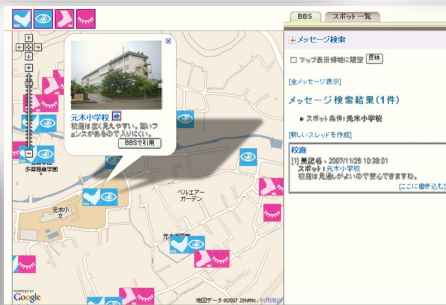 BBS
スポット一覧
メッセージ検索
マップ表示領域に限定
[全メッセージ表示]
メッセージ検索結果(1件)
スポット条件:元木小学校
[新しいスレッドを作成]
校庭
[1] 無記名 - 2007/11/26 10:38:01
スポット:元木小学校
校庭は見通しがよいので安心できますね。
[ここに書き込む]
元木小学校
校庭は広く見えやすい。高いフ
ェンスがあるので入りにくい。
BBSで引用
ベルエアー
ガーデン
元木小
POWERED BY
Google
地図データ ©2007 ZENRIN -